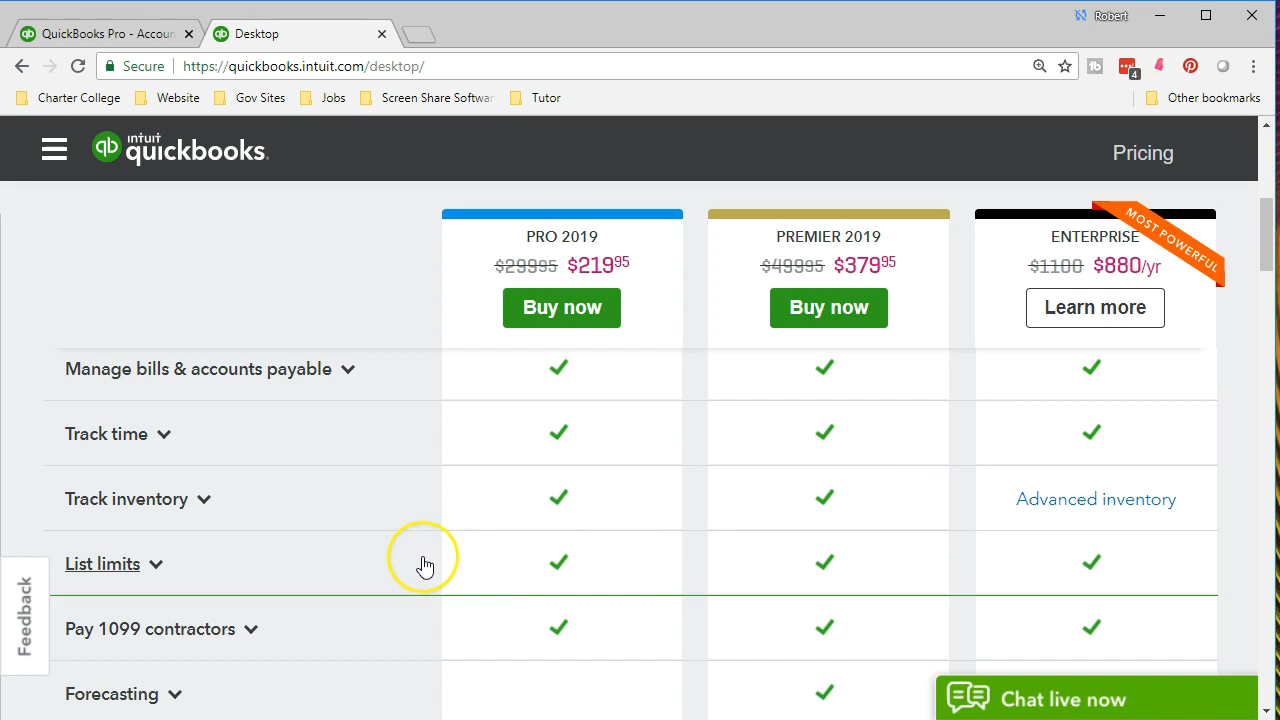 QuickBooks Pro - Accoun
Desktop
Robert
Secure
https://quickbooks.intuit.com/desktop/
tb
4
Charter College
Website
Gov Sites
Jobs
Screen Share Softwar
Tutor
Other bookmarks
qb intuit quickbooks.
Pricing
MOST POWERFUL
PRO 2019
PREMIER 2019
ENTERPRISE
$299⁹⁵ $219⁹⁵
$499⁹⁵ $379⁹⁵
$1100 $880/yr
Buy now
Buy now
Learn more
Manage bills & accounts payable
Track time
Track inventory
Advanced inventory
List limits
Feedback
Pay 1099 contractors
Forecasting
Chat live now